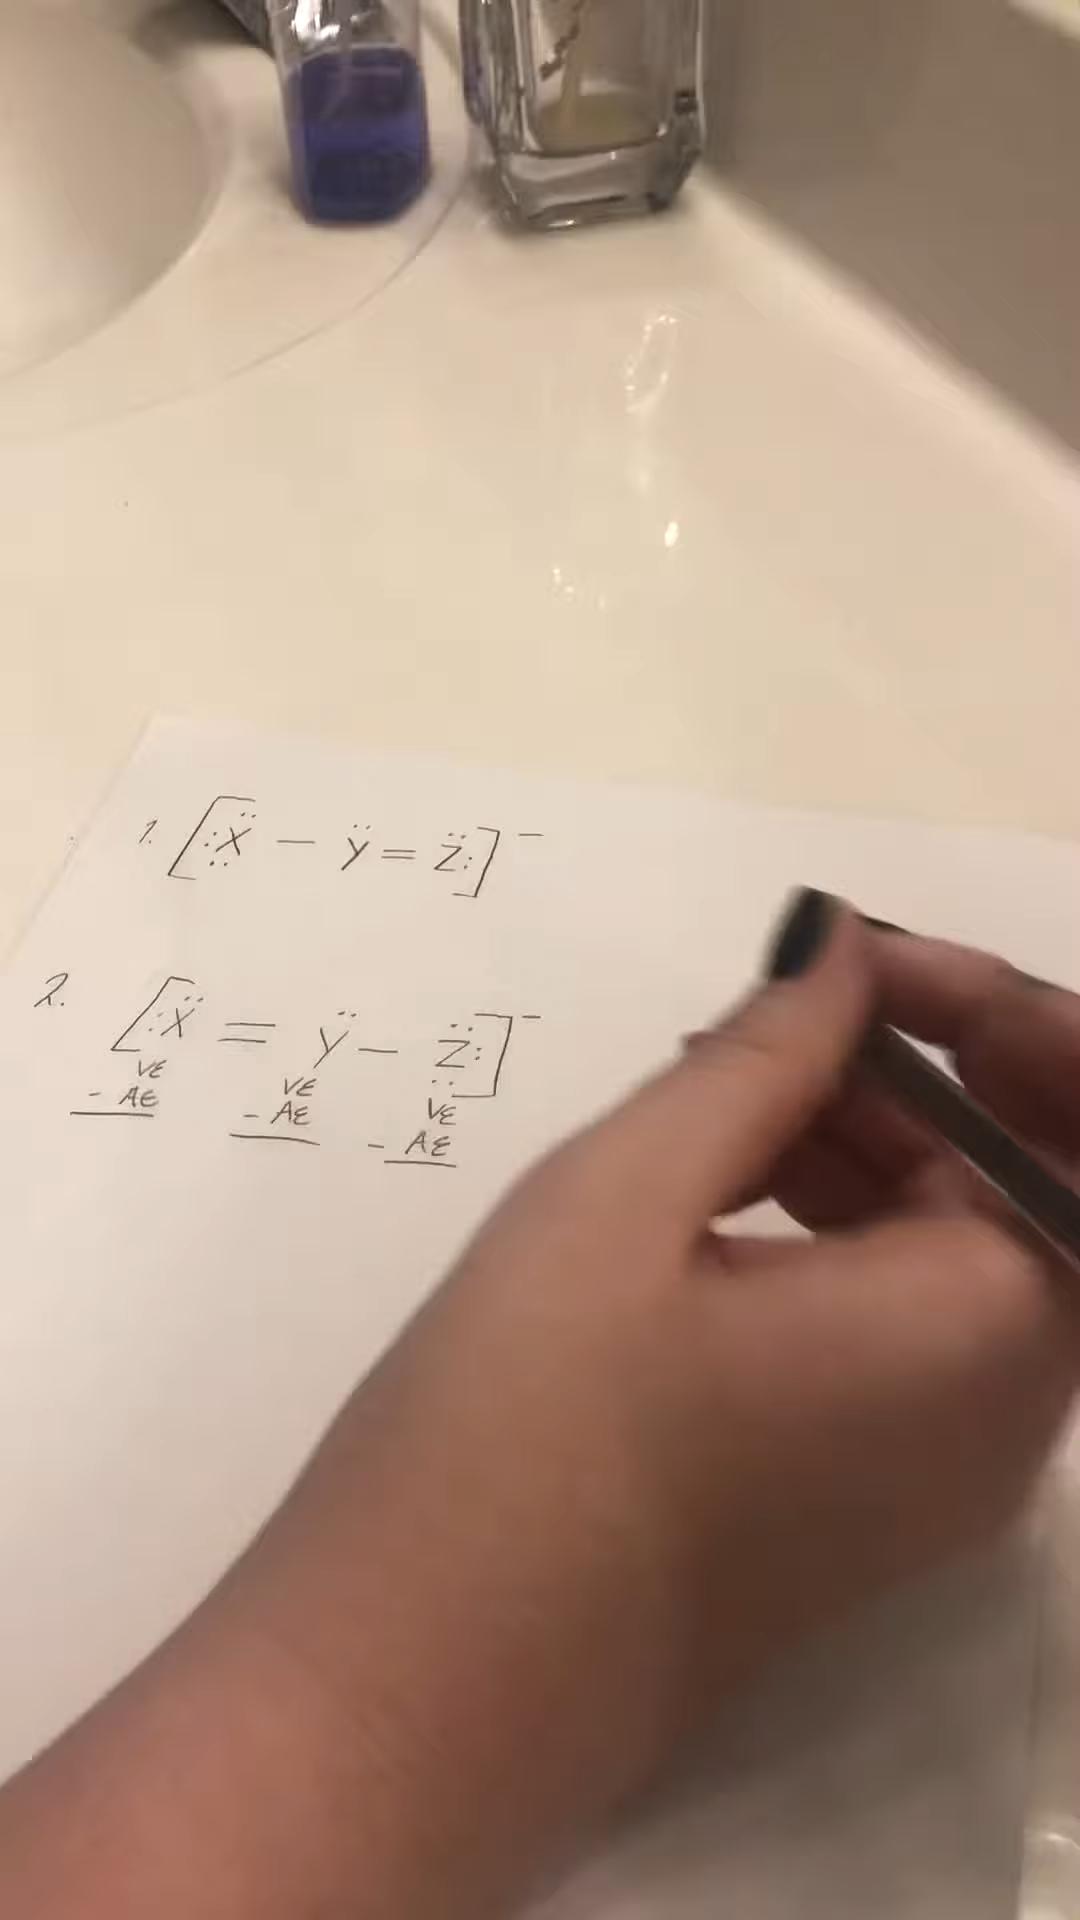 1. [:Ẍ — Ÿ = Z̈:]⁻
2. [:Ẍ = Ÿ — Z̈:]⁻
VE VE VE
- AE - AE - AE